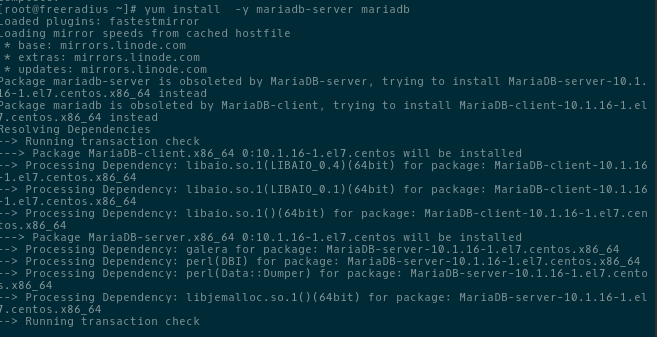 [root@freeradius ~]# yum install  -y mariadb-server mariadb
Loaded plugins: fastestmirror
Loading mirror speeds from cached hostfile
 * base: mirrors.linode.com
 * extras: mirrors.linode.com
 * updates: mirrors.linode.com
Package mariadb-server is obsoleted by MariaDB-server, trying to install MariaDB-server-10.1.
16-1.el7.centos.x86_64 instead
Package mariadb is obsoleted by MariaDB-client, trying to install MariaDB-client-10.1.16-1.el
7.centos.x86_64 instead
Resolving Dependencies
--> Running transaction check
---> Package MariaDB-client.x86_64 0:10.1.16-1.el7.centos will be installed
--> Processing Dependency: libaio.so.1(LIBAIO_0.4)(64bit) for package: MariaDB-client-10.1.16
-1.el7.centos.x86_64
--> Processing Dependency: libaio.so.1(LIBAIO_0.1)(64bit) for package: MariaDB-client-10.1.16
-1.el7.centos.x86_64
--> Processing Dependency: libaio.so.1()(64bit) for package: MariaDB-client-10.1.16-1.el7.cen
tos.x86_64
---> Package MariaDB-server.x86_64 0:10.1.16-1.el7.centos will be installed
--> Processing Dependency: galera for package: MariaDB-server-10.1.16-1.el7.centos.x86_64
--> Processing Dependency: perl(DBI) for package: MariaDB-server-10.1.16-1.el7.centos.x86_64
--> Processing Dependency: perl(Data::Dumper) for package: MariaDB-server-10.1.16-1.el7.cento
s.x86_64
--> Processing Dependency: libjemalloc.so.1()(64bit) for package: MariaDB-server-10.1.16-1.el
7.centos.x86_64
--> Running transaction check